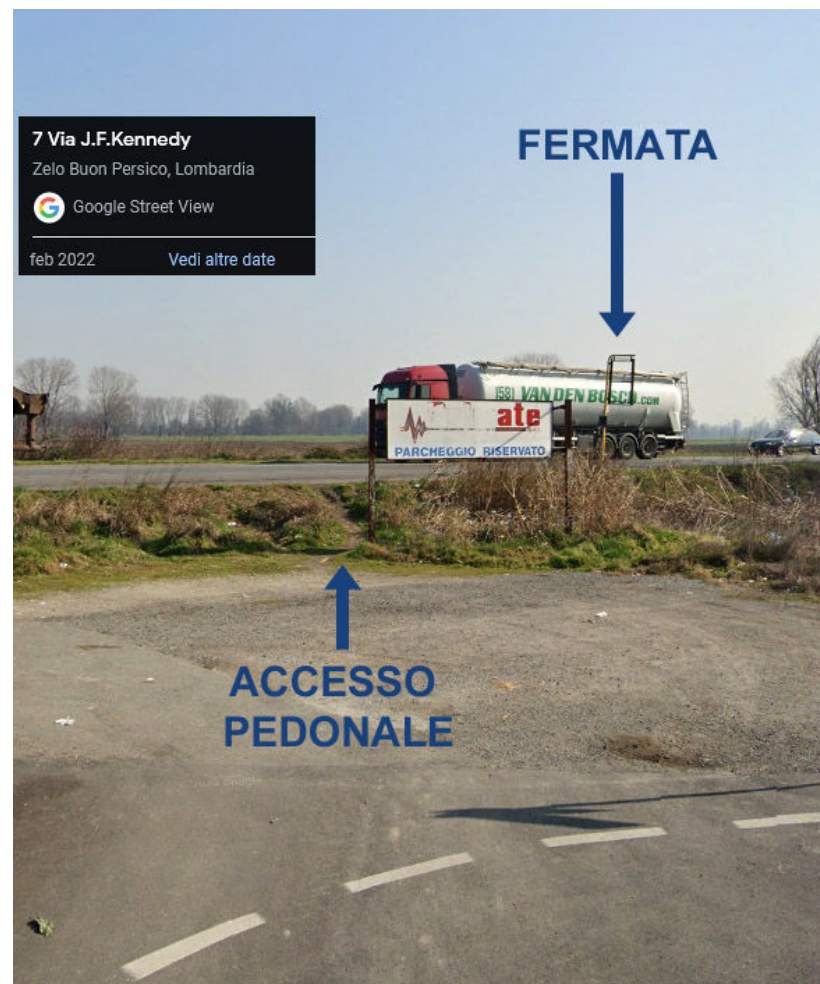 7 Via J.F.Kennedy
Zelo Buon Persico, Lombardia
Google Street View
feb 2022 Vedi altre date
FERMATA
VAN DEN BOSCH.COM
ate
PARCHEGGIO RISERVATO
ACCESSO
PEDONALE